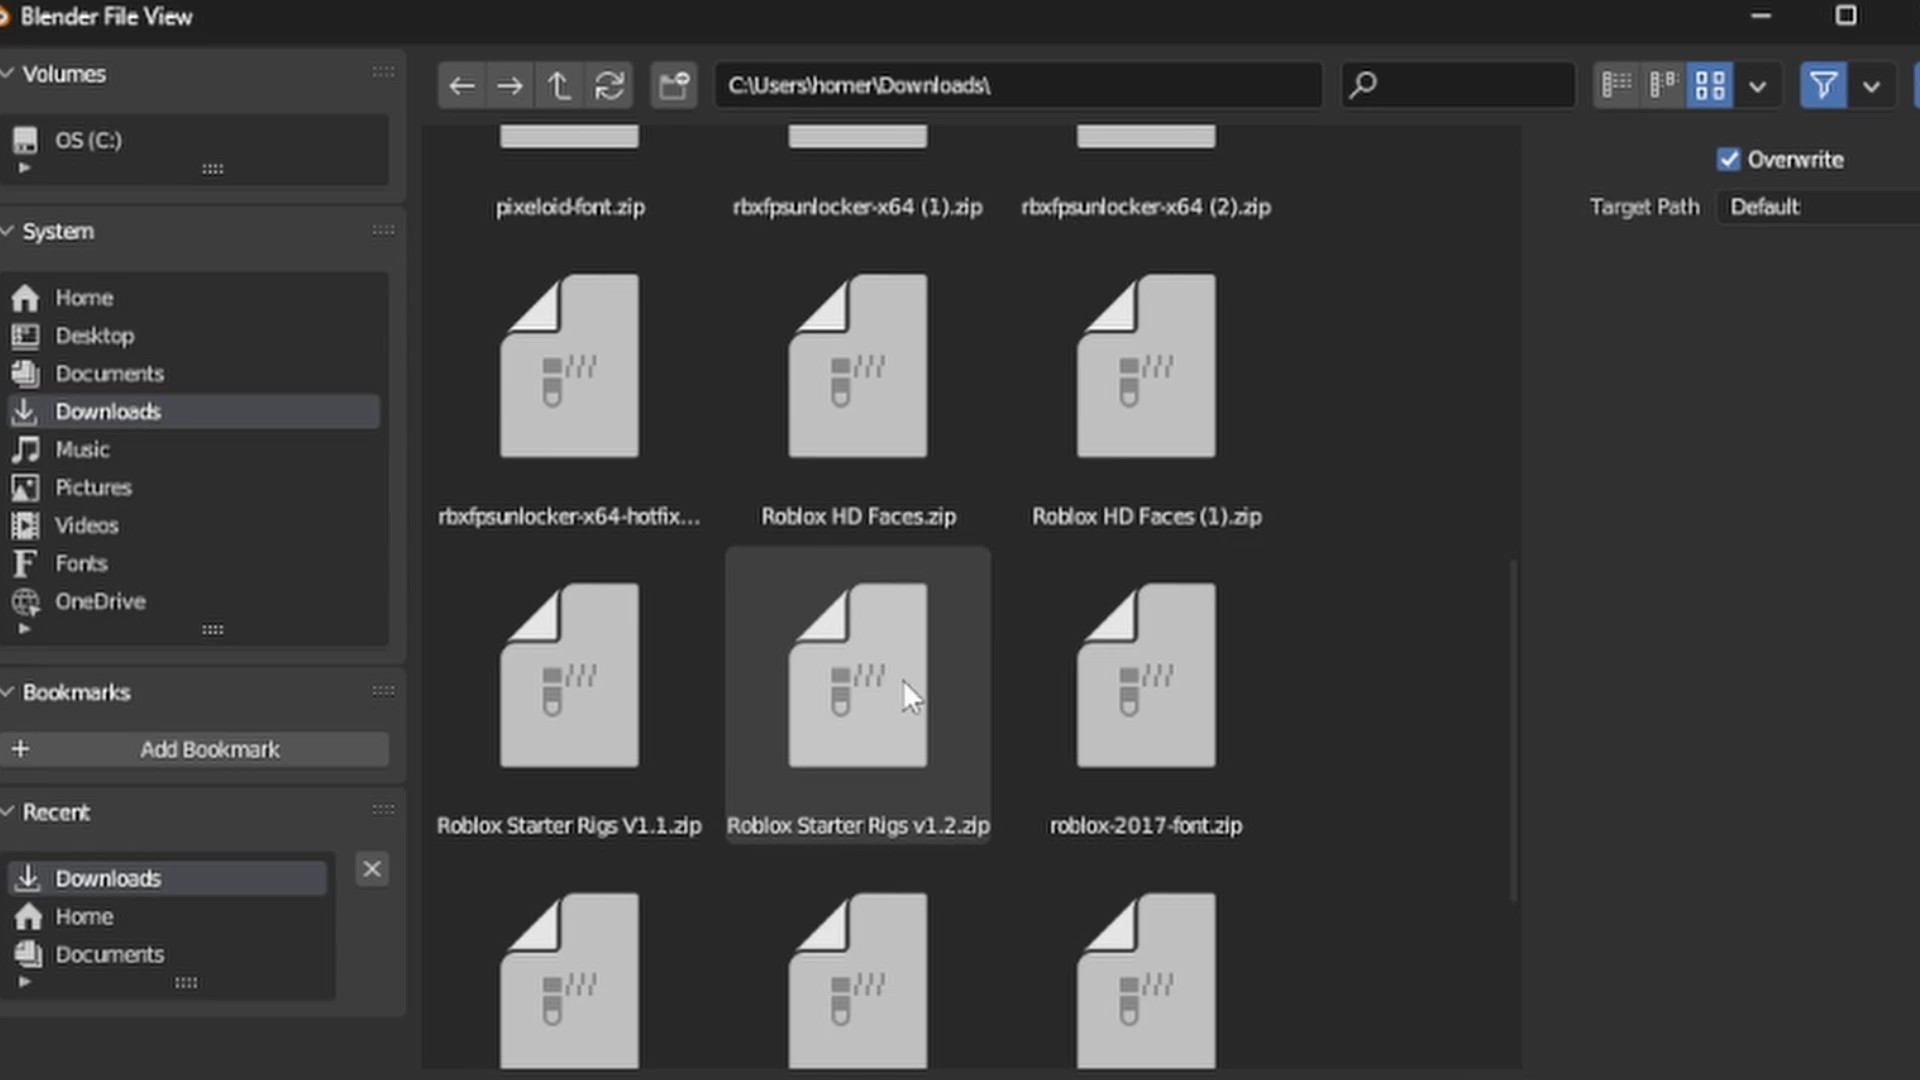 Blender File View
Volumes
OS (C:)
System
Home
Desktop
Documents
Downloads
Music
Pictures
Videos
Fonts
OneDrive
Bookmarks
Add Bookmark
Recent
Downloads
Home
Documents
C:\Users\homer\Downloads\
pixeloid-font.zip
rbxfpsunlocker-x64 (1).zip
rbxfpsunlocker-x64 (2).zip
rbxfpsunlocker-x64-hotfix...
Roblox HD Faces.zip
Roblox HD Faces (1).zip
Roblox Starter Rigs V1.1.zip
Roblox Starter Rigs v1.2.zip
roblox-2017-font.zip
Overwrite
Target Path Default